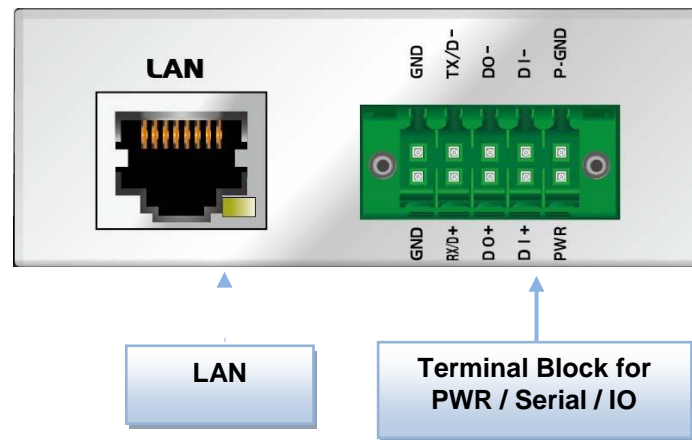 LAN
GND TX/D- DO- DI- P-GND
GND RX/D+ DO+ DI+ PWR
LAN
Terminal Block for
PWR / Serial / IO